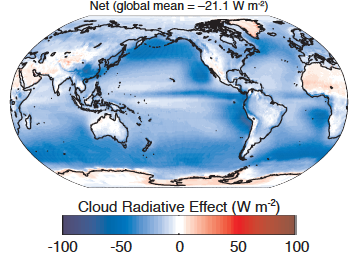 Net (global mean = −21.1 W m⁻²)
Cloud Radiative Effect (W m⁻²)
-100 -50 0 50 100